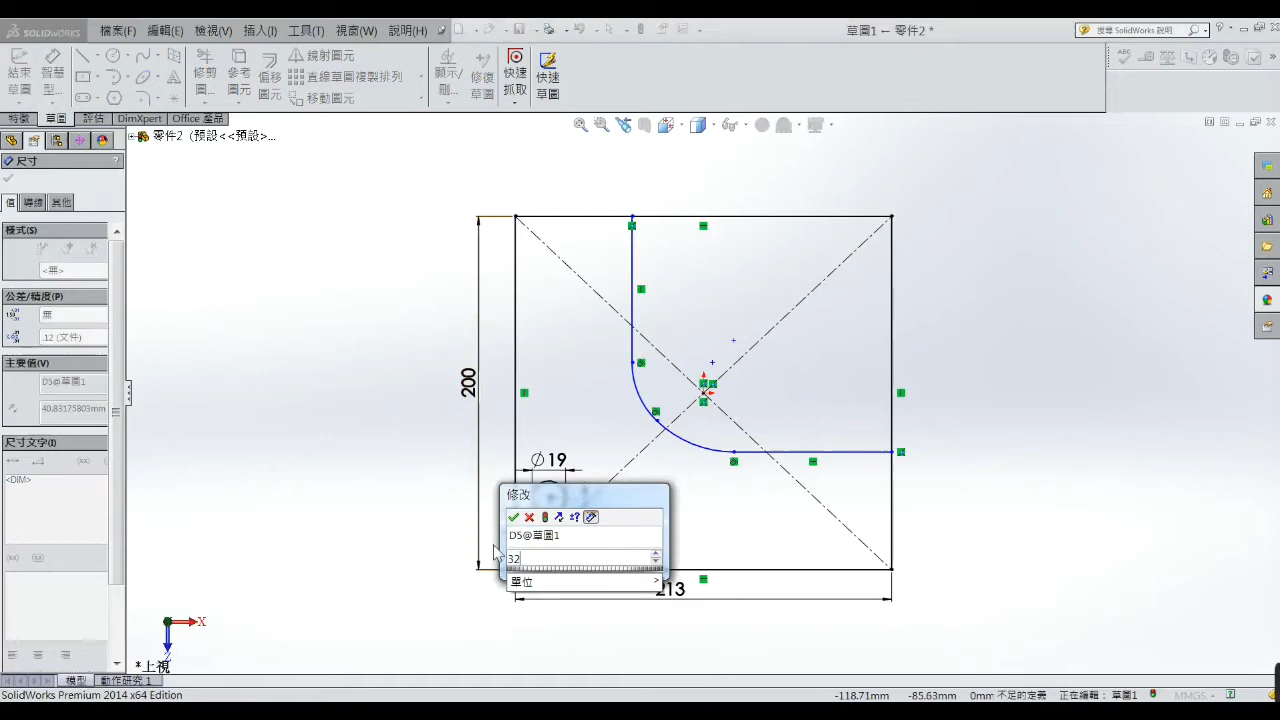 SOLIDWORKS 檔案(F) 編輯(E) 檢視(V) 插入(I) 工具(T) 視窗(W) 說明(H) 草圖1 ← 零件2 * 搜尋 SolidWorks 說明
結束草圖 智慧型... 修剪圖... 參考圖元 偏移圖元 鏡射圖元 直線草圖複製排列 移動圖元 顯示/刪... 修復草圖 快速抓取 快速草圖
特徵 草圖 評估 DimXpert Office 產品
零件2 (預設<<預設>...
尺寸 ?
值 導線 其他
樣式(S)
<無>
公差/精度(P)
無
.12 (文件)
主要值(V)
D5@草圖1
40.83175803mm
尺寸文字(I)
<DIM>
200
∅ 19
修改
D5@草圖1
32
單位 >
213
X
Z
*上視
模型 動作研究 1
SolidWorks Premium 2014 x64 Edition -118.71mm -85.63mm 0mm 不足的定義 正在編輯: 草圖1 MMGS